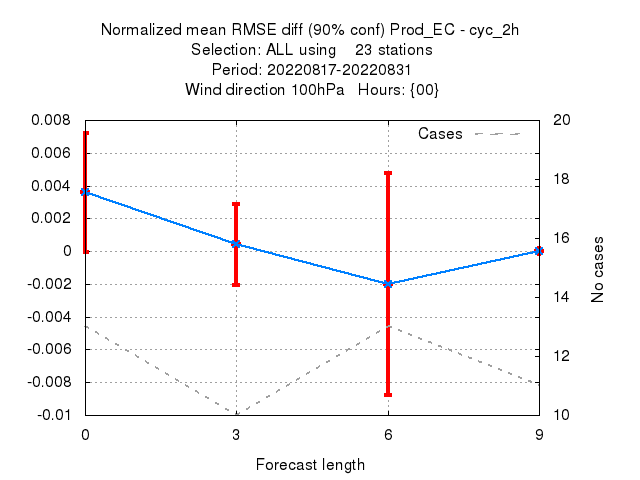 Normalized mean RMSE diff (90% conf) Prod_EC - cyc_2h
Selection: ALL using    23 stations
Period: 20220817-20220831
Wind direction 100hPa   Hours: {00}
0.008
0.006
0.004
0.002
0
-0.002
-0.004
-0.006
-0.008
-0.01
Cases
20
18
16
14
12
10
No cases
0 3 6 9
Forecast length